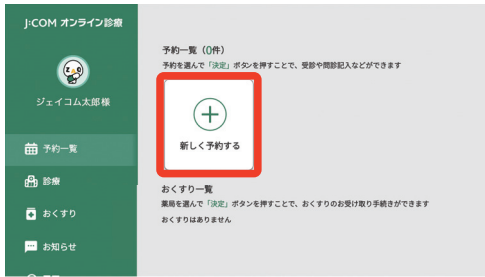 J:COM オンライン診療
ジェイコム太郎様
予約一覧
診療
おくすり
お知らせ
予約一覧（0件）
予約を選んで「決定」ボタンを押すことで、受診や問診記入などができます
新しく予約する
おくすり一覧
薬局を選んで「決定」ボタンを押すことで、おくすりのお受け取り手続きができます
おくすりはありません